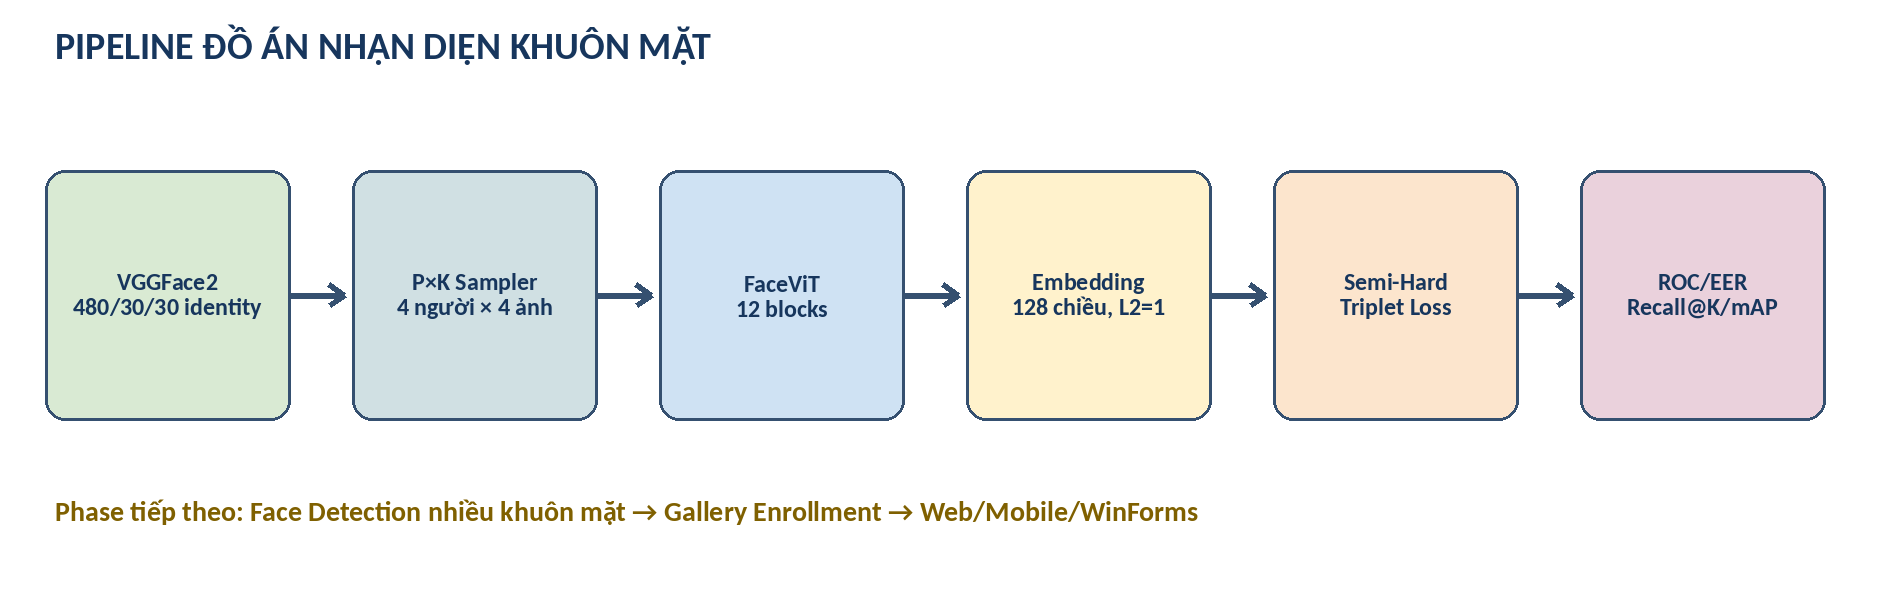 PIPELINE ĐỒ ÁN NHẠN DIỆN KHUÔN MẶT
VGGFace2
480/30/30 identity
P×K Sampler
4 người × 4 ảnh
FaceViT
12 blocks
Embedding
128 chiều, L2=1
Semi-Hard
Triplet Loss
ROC/EER
Recall@K/mAP
Phase tiếp theo: Face Detection nhiều khuôn mặt → Gallery Enrollment → Web/Mobile/WinForms